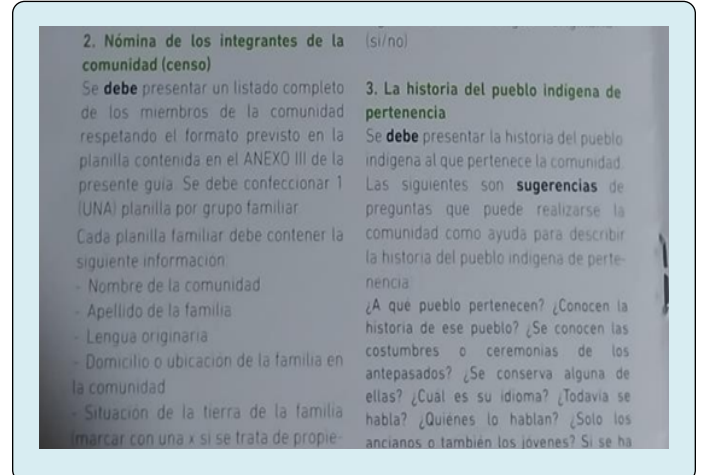 2. Nómina de los integrantes de la
comunidad (censo)
Se debe presentar un listado completo
de los miembros de la comunidad
respetando el formato previsto en la
planilla contenida en el ANEXO III de la
presente guía. Se debe confeccionar 1
(UNA) planilla por grupo familiar.
Cada planilla familiar debe contener la
siguiente información:
- Nombre de la comunidad
- Apellido de la familia
- Lengua originaria
- Domicilio o ubicación de la familia en
la comunidad
- Situación de la tierra de la familia
(marcar con una x si se trata de propie-
(si/no)
3. La historia del pueblo indígena de
pertenencia
Se debe presentar la historia del pueblo
indígena al que pertenece la comunidad.
Las siguientes son sugerencias de
preguntas que puede realizarse la
comunidad como ayuda para describir
la historia del pueblo indígena de perte-
nencia:
¿A qué pueblo pertenecen? ¿Conocen la
historia de ese pueblo? ¿Se conocen las
costumbres o ceremonias de los
antepasados? ¿Se conserva alguna de
ellas? ¿Cuál es su idioma? ¿Todavía se
habla? ¿Quiénes lo hablan? ¿Solo los
ancianos o también los jóvenes? Si se ha